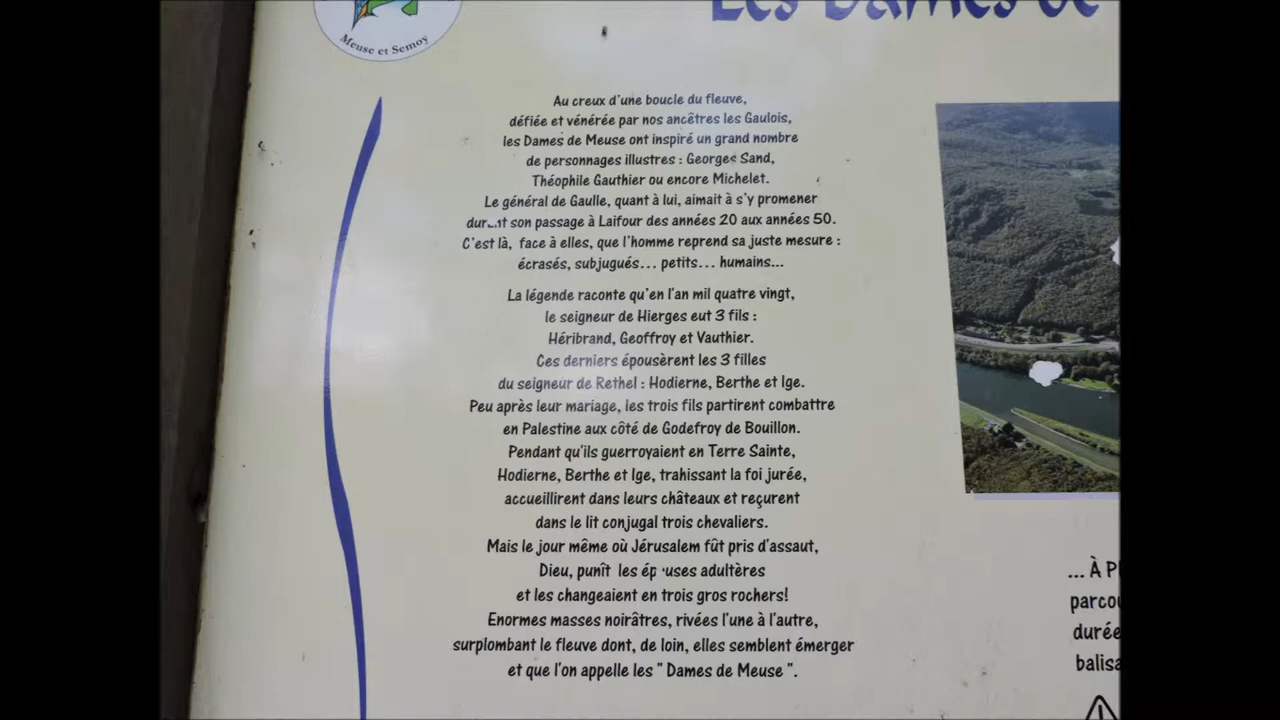 Meuse et Semoy
Les Dames de
Au creux d'une boucle du fleuve,
défiée et vénérée par nos ancêtres les Gaulois,
les Dames de Meuse ont inspiré un grand nombre
de personnages illustres : Georges Sand,
Théophile Gauthier ou encore Michelet.
Le général de Gaulle, quant à lui, aimait à s'y promener
durant son passage à Laifour des années 20 aux années 50.
C'est là, face à elles, que l'homme reprend sa juste mesure :
écrasés, subjugués... petits... humains...
La légende raconte qu'en l'an mil quatre vingt,
le seigneur de Hierges eut 3 fils :
Héribrand, Geoffroy et Vauthier.
Ces derniers épousèrent les 3 filles
du seigneur de Rethel : Hodierne, Berthe et Ige.
Peu après leur mariage, les trois fils partirent combattre
en Palestine aux côté de Godefroy de Bouillon.
Pendant qu'ils guerroyaient en Terre Sainte,
Hodierne, Berthe et Ige, trahissant la foi jurée,
accueillirent dans leurs châteaux et reçurent
dans le lit conjugal trois chevaliers.
Mais le jour même où Jérusalem fût pris d'assaut,
Dieu, punît les épouses adultères
et les changeaient en trois gros rochers!
Enormes masses noirâtres, rivées l'une à l'autre,
surplombant le fleuve dont, de loin, elles semblent émerger
et que l'on appelle les " Dames de Meuse ".
... À P
parcou
durée
balisa